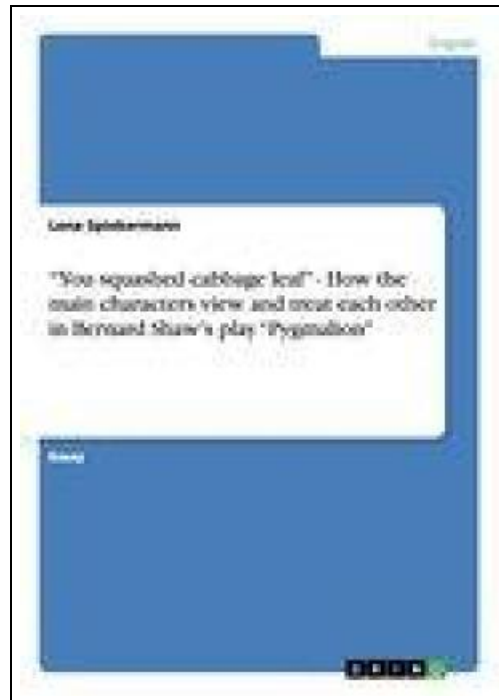 Lena Spiekermann
"You squashed cabbage leaf" - How the
main characters view and treat each other
in Bernard Shaw's play "Pygmalion"
Essay